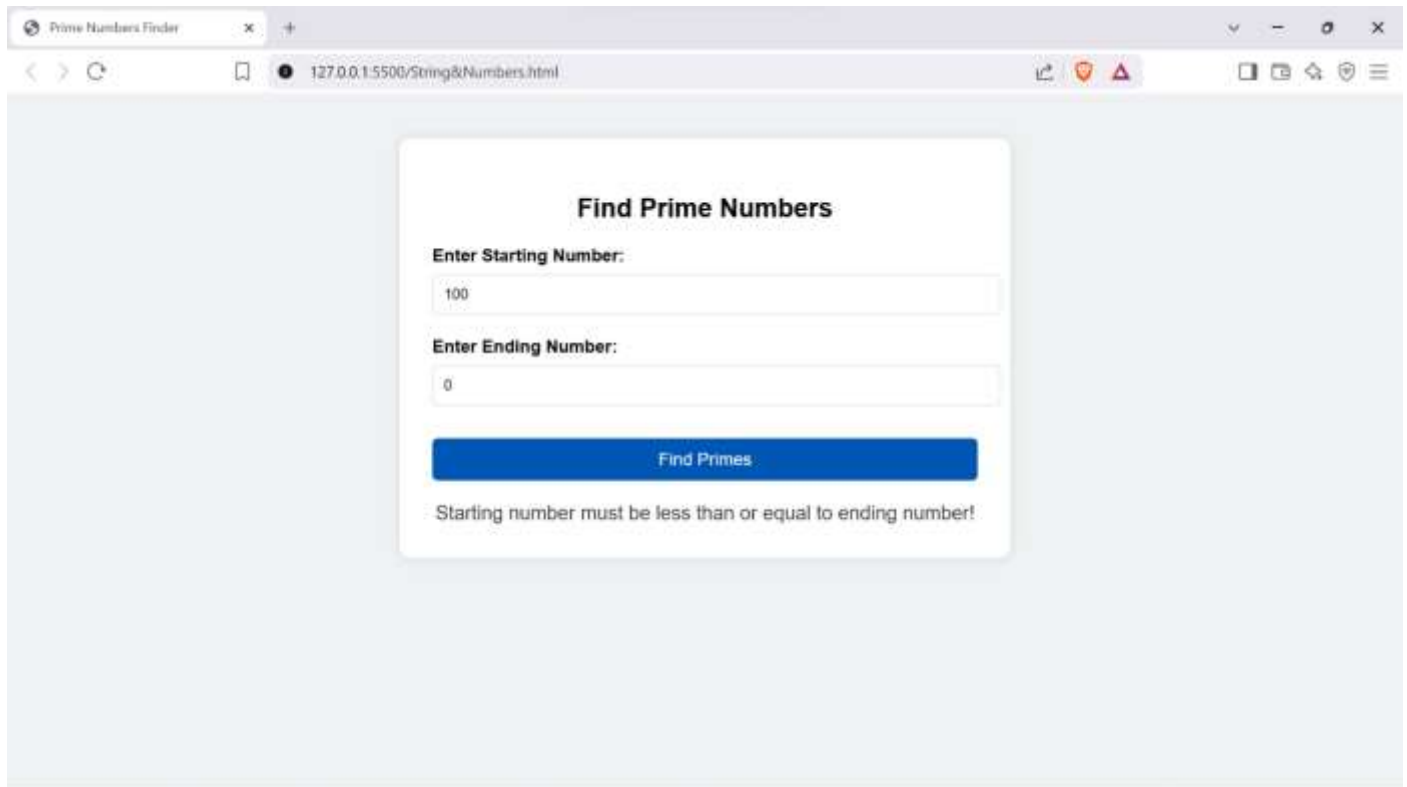 Prime Numbers Finder
127.0.0.1:5500/String&Numbers.html
Find Prime Numbers
Enter Starting Number:
100
Enter Ending Number:
0
Find Primes
Starting number must be less than or equal to ending number!